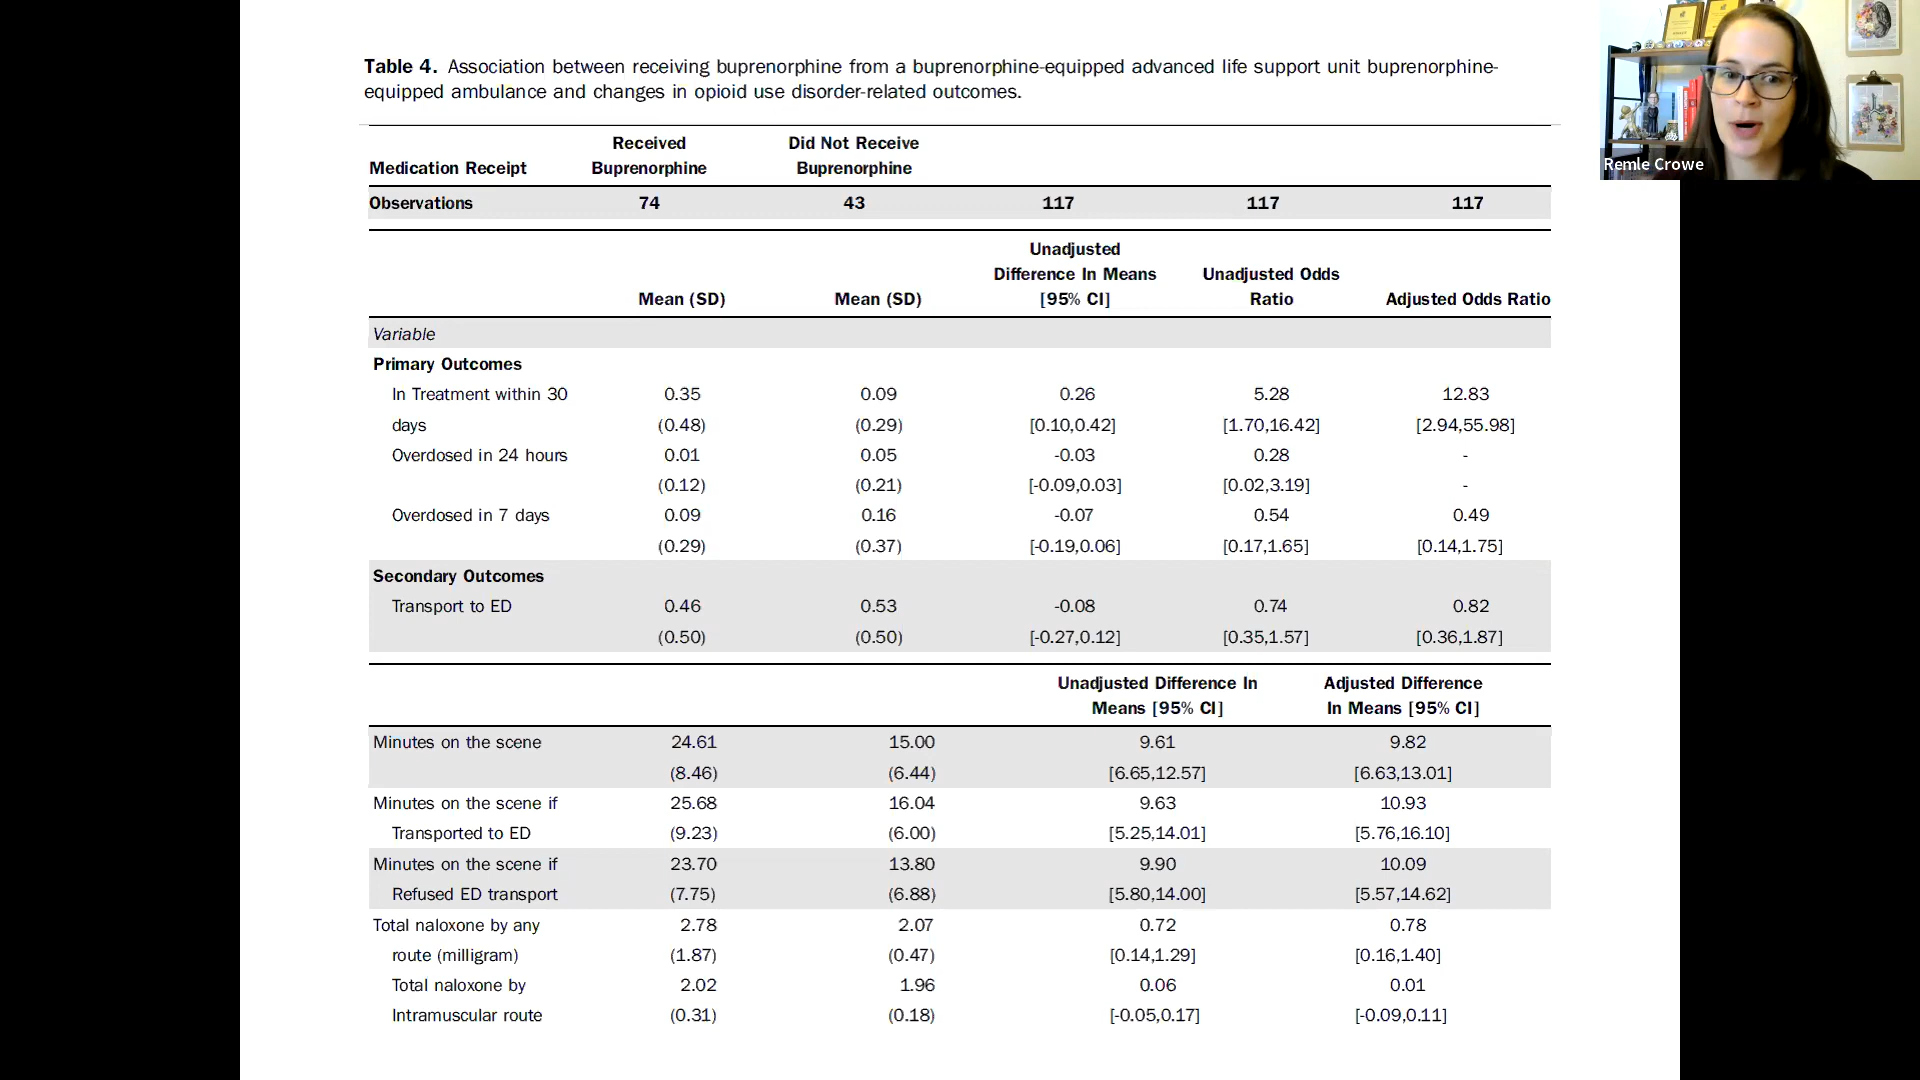 Table 4. Association between receiving buprenorphine from a buprenorphine-equipped advanced life support unit buprenorphine-
equipped ambulance and changes in opioid use disorder-related outcomes.
Received Did Not Receive
Medication Receipt Buprenorphine Buprenorphine
Observations 74 43 117 117 117
Unadjusted
Difference In Means Unadjusted Odds
Mean (SD) Mean (SD) [95% CI] Ratio Adjusted Odds Ratio
Variable
Primary Outcomes
In Treatment within 30 0.35 0.09 0.26 5.28 12.83
days (0.48) (0.29) [0.10,0.42] [1.70,16.42] [2.94,55.98]
Overdosed in 24 hours 0.01 0.05 -0.03 0.28 -
(0.12) (0.21) [-0.09,0.03] [0.02,3.19] -
Overdosed in 7 days 0.09 0.16 -0.07 0.54 0.49
(0.29) (0.37) [-0.19,0.06] [0.17,1.65] [0.14,1.75]
Secondary Outcomes
Transport to ED 0.46 0.53 -0.08 0.74 0.82
(0.50) (0.50) [-0.27,0.12] [0.35,1.57] [0.36,1.87]
Unadjusted Difference In Adjusted Difference
Means [95% CI] In Means [95% CI]
Minutes on the scene 24.61 15.00 9.61 9.82
(8.46) (6.44) [6.65,12.57] [6.63,13.01]
Minutes on the scene if 25.68 16.04 9.63 10.93
Transported to ED (9.23) (6.00) [5.25,14.01] [5.76,16.10]
Minutes on the scene if 23.70 13.80 9.90 10.09
Refused ED transport (7.75) (6.88) [5.80,14.00] [5.57,14.62]
Total naloxone by any 2.78 2.07 0.72 0.78
route (milligram) (1.87) (0.47) [0.14,1.29] [0.16,1.40]
Total naloxone by 2.02 1.96 0.06 0.01
Intramuscular route (0.31) (0.18) [-0.05,0.17] [-0.09,0.11]
Remle Crowe